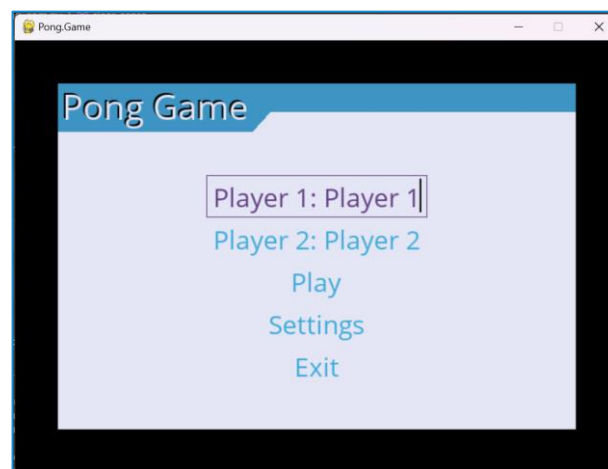 Pong.Game
Pong Game
Player 1: Player 1
Player 2: Player 2
Play
Settings
Exit